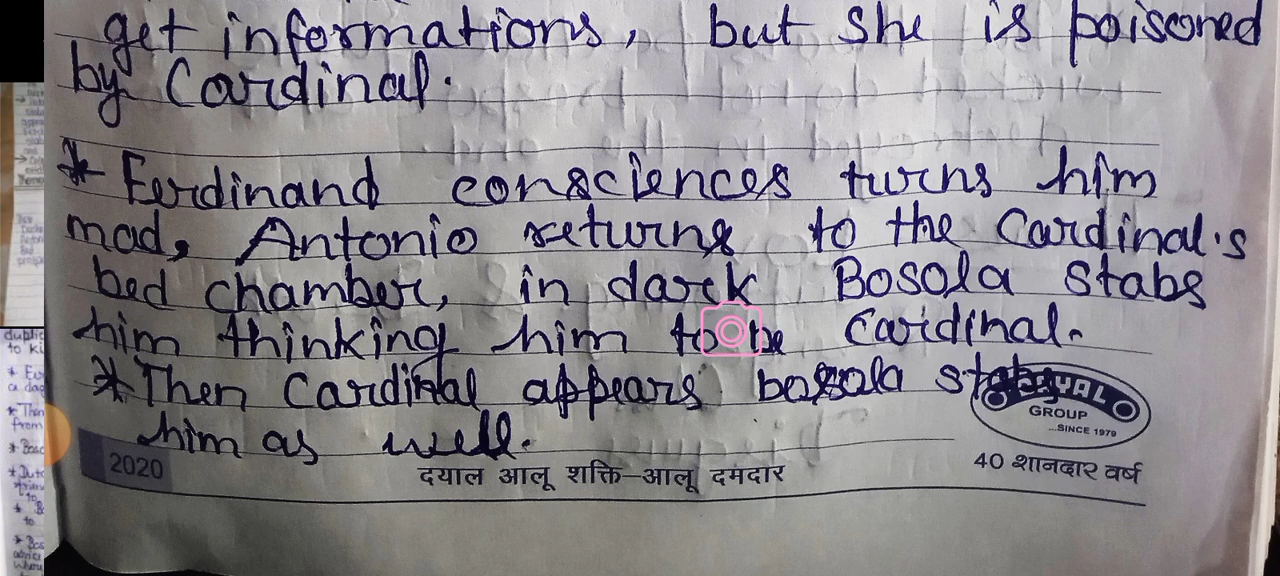 get informations, but she is poisoned
by Cardinal.
* Ferdinand consciences turns him
mad, Antonio returns to the Cardinal's
bed chamber, in dark Bosola stabs
him thinking him to be Cardinal.
* Then Cardinal appears bosola stabs
him as well.
DAYAL
GROUP
...SINCE 1979
2020
दयाल आलू शक्ति-आलू दमदार
40 शानदार वर्ष